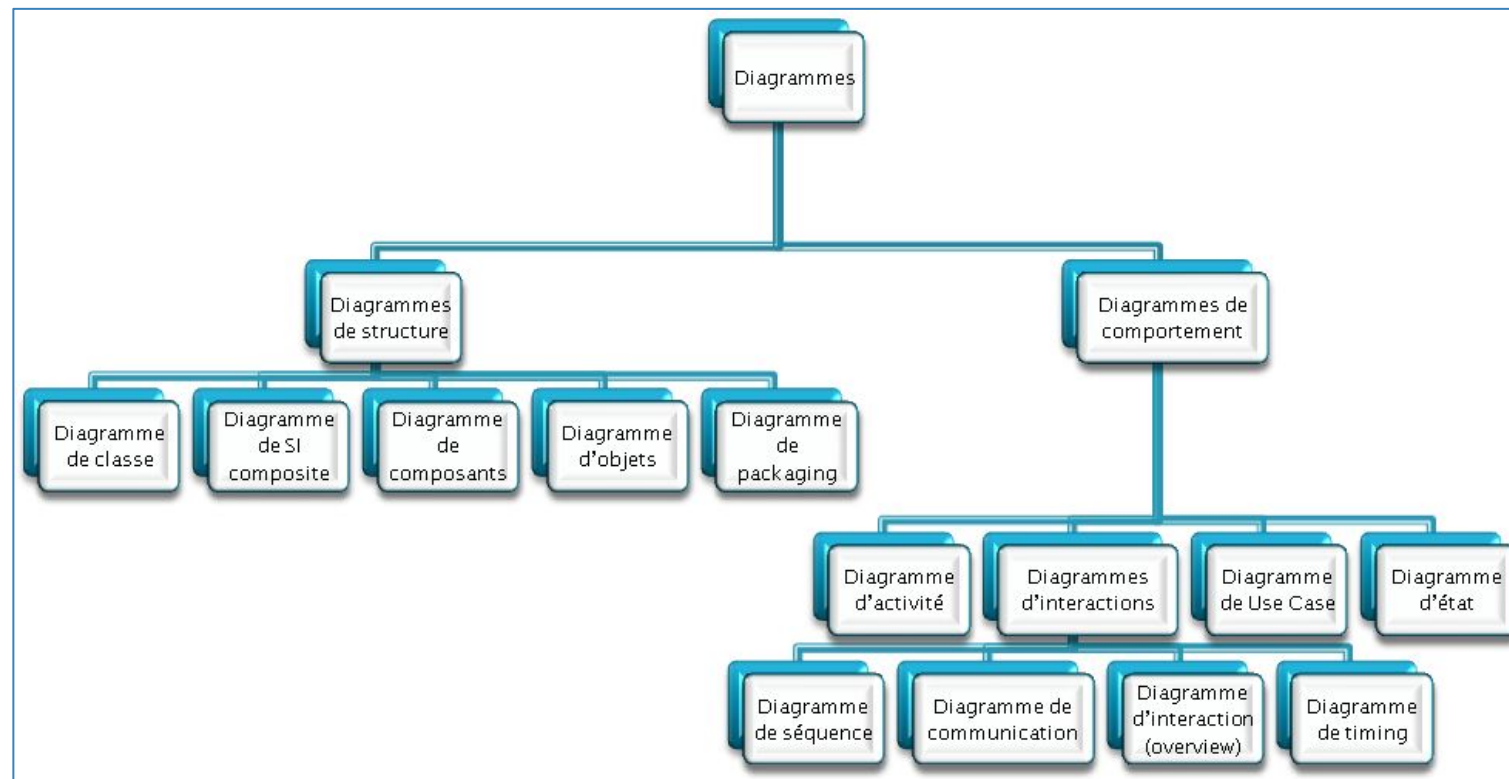 Diagrammes
Diagrammes
de structure
Diagrammes de
comportement
Diagramme
de classe
Diagramme
de SI
composite
Diagramme
de
composants
Diagramme
d'objets
Diagramme
de
packaging
Diagramme
d'activité
Diagrammes
d'interactions
Diagramme
de Use Case
Diagramme
d'état
Diagramme
de séquence
Diagramme de
communication
Diagramme
d'interaction
(overview)
Diagramme
de timing